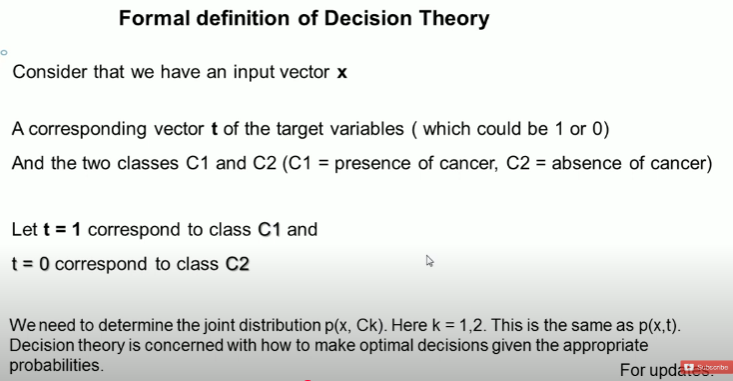 Formal definition of Decision Theory
Consider that we have an input vector x
A corresponding vector t of the target variables ( which could be 1 or 0)
And the two classes C1 and C2 (C1 = presence of cancer, C2 = absence of cancer)
Let t = 1 correspond to class C1 and
t = 0 correspond to class C2
We need to determine the joint distribution p(x, Ck). Here k = 1,2. This is the same as p(x,t).
Decision theory is concerned with how to make optimal decisions given the appropriate
probabilities.
For updates.
Subscribe